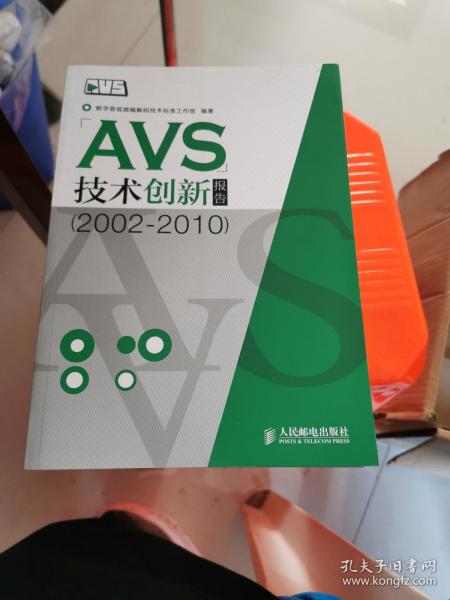 AVS
数字音视频编解码技术标准工作组 编著
「AVS」
技术创新报告
(2002-2010)
AVS
人民邮电出版社
POSTS & TELECOM PRESS
孔夫子旧书网
www.kongfz.com